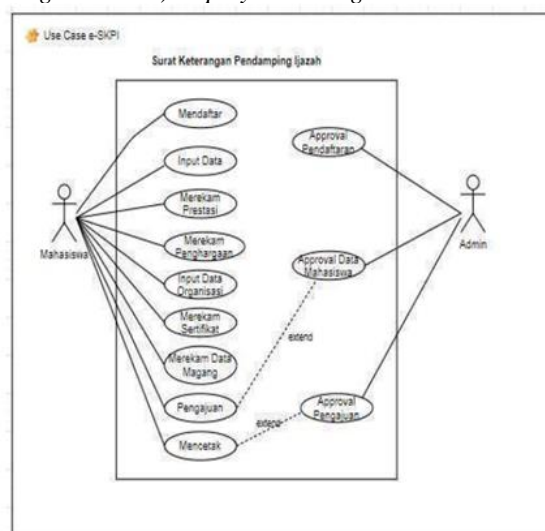 Use Case e-SKPI
Surat Keterangan Pendamping Ijazah
Mendaftar
Input Data
Merekam
Prestasi
Merekam
Penghargaan
Input Data
Organisasi
Merekam
Sertifikat
Merekam Data
Magang
Pengajuan
Mencetak
Mahasiswa
Approval
Pendaftaran
Approval Data
Mahasiswa
extend
Approval
Pengajuan
extend
Admin